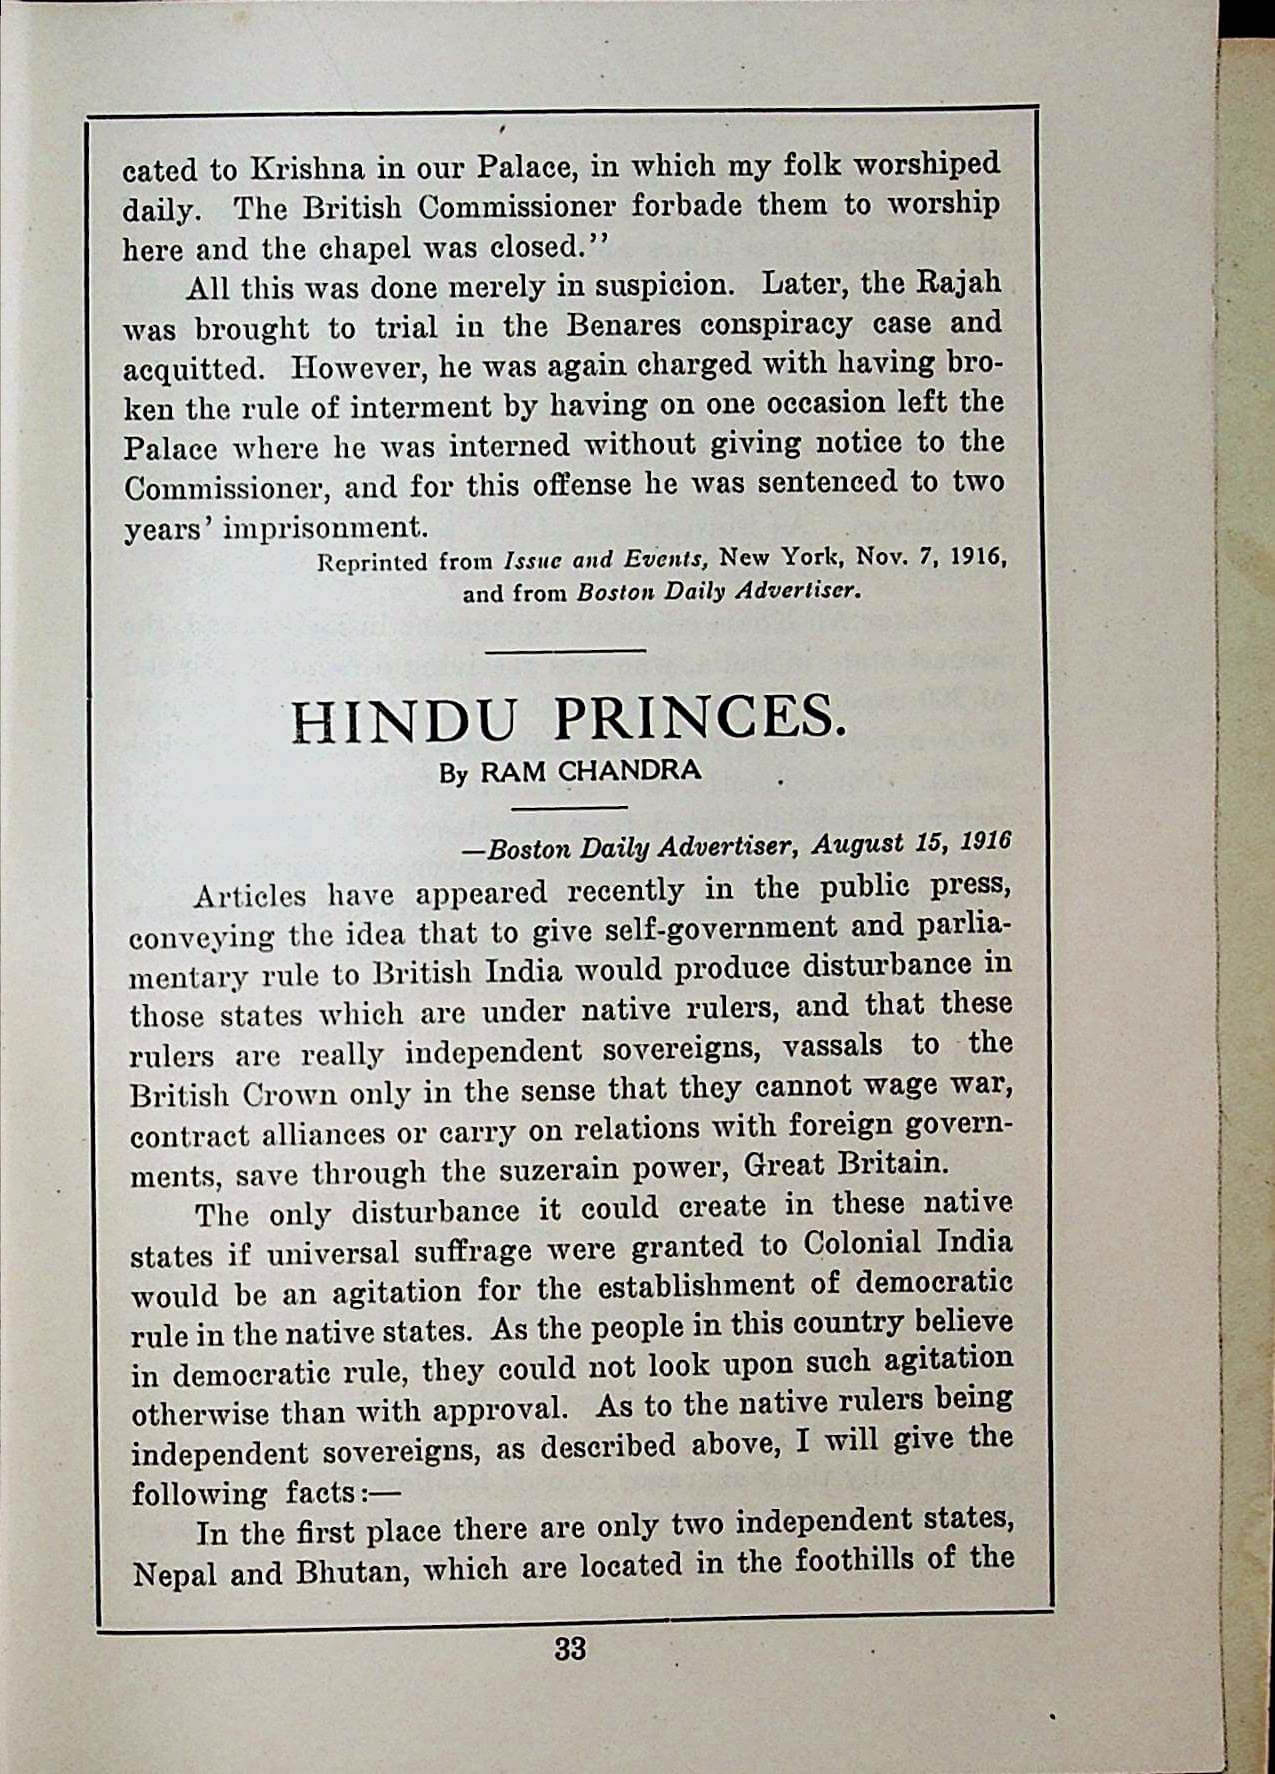 cated to Krishna in our Palace, in which my folk worshiped
daily. The British Commissioner forbade them to worship
here and the chapel was closed.”
All this was done merely in suspicion. Later, the Rajah
was brought to trial in the Benares conspiracy case and
acquitted. However, he was again charged with having bro-
ken the rule of interment by having on one occasion left the
Palace where he was interned without giving notice to the
Commissioner, and for this offense he was sentenced to two
years’ imprisonment.
Reprinted from Issue and Events, New York, Nov. 7, 1916,
and from Boston Daily Advertiser.
HINDU PRINCES.
By RAM CHANDRA
—Boston Daily Advertiser, August 15, 1916
Articles have appeared recently in the public press,
conveying the idea that to give self-government and parlia-
mentary rule to British India would produce disturbance in
those states which are under native rulers, and that these
rulers are really independent sovereigns, vassals to the
British Crown only in the sense that they cannot wage war,
contract alliances or carry on relations with foreign govern-
ments, save through the suzerain power, Great Britain.
The only disturbance it could create in these native
states if universal suffrage were granted to Colonial India
would be an agitation for the establishment of democratic
rule in the native states. As the people in this country believe
in democratic rule, they could not look upon such agitation
otherwise than with approval. As to the native rulers being
independent sovereigns, as described above, I will give the
following facts:—
In the first place there are only two independent states,
Nepal and Bhutan, which are located in the foothills of the
33